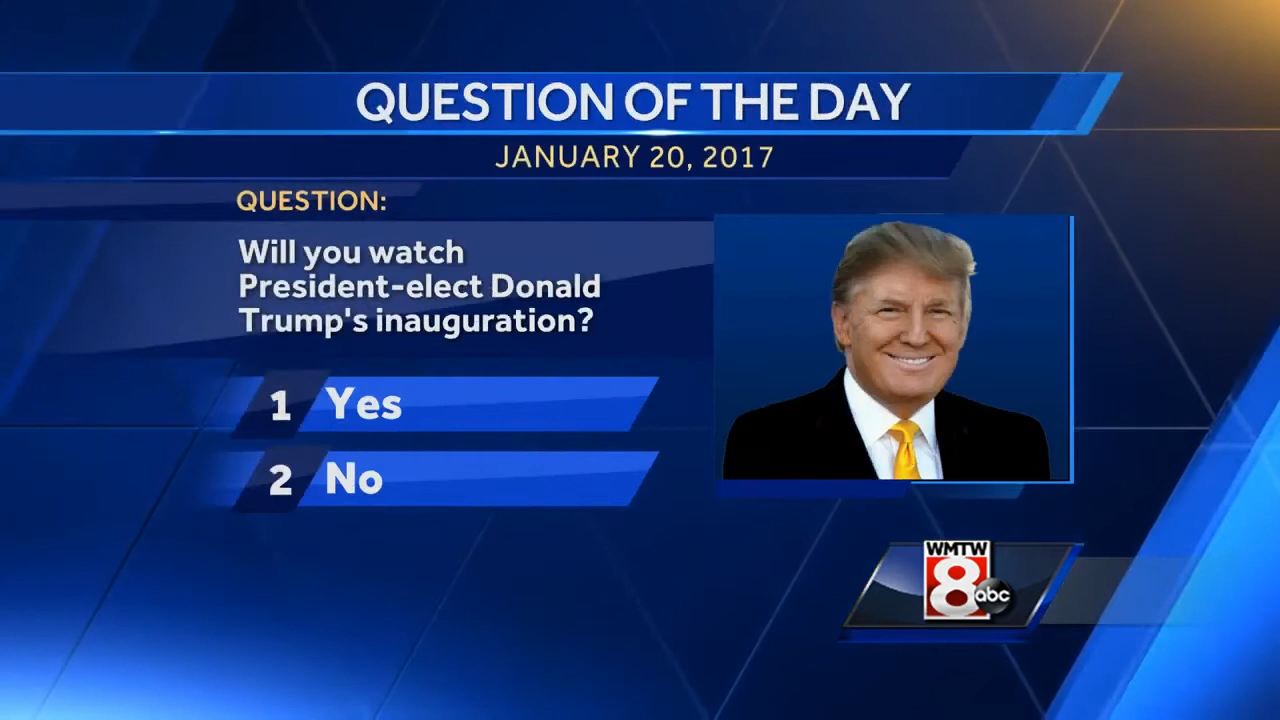 QUESTION OF THE DAY
JANUARY 20, 2017
QUESTION:
Will you watch
President-elect Donald
Trump's inauguration?
1 Yes
2 No
WMTW
8
abc